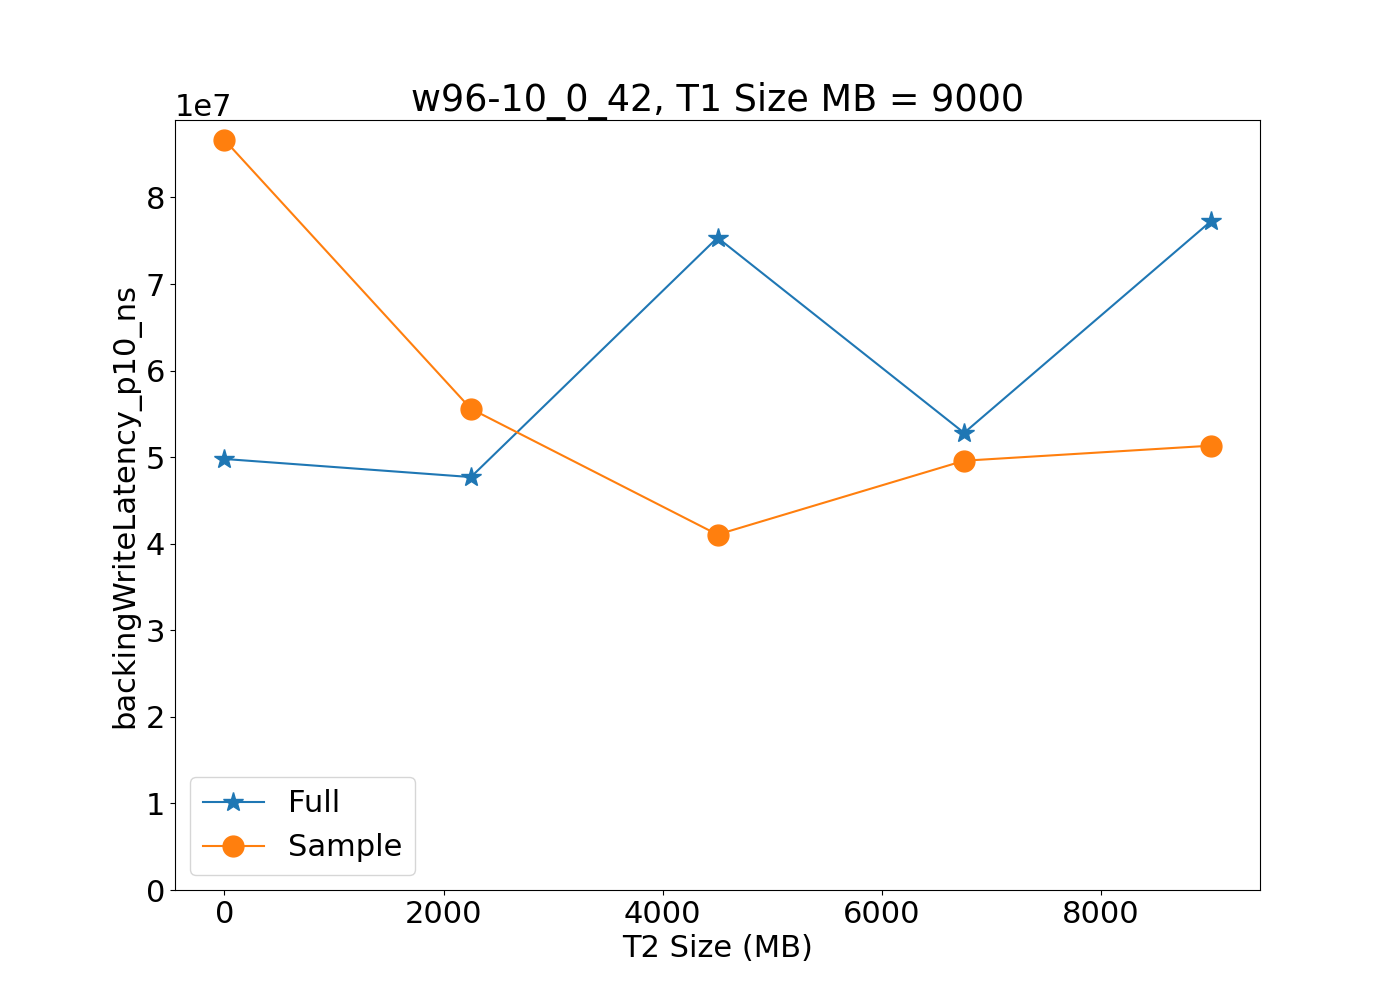 w96-10_0_42, T1 Size MB = 9000
1e7
8
7
6
5
4
3
2
1
0
backingWriteLatency_p10_ns
Full
Sample
0 2000 4000 6000 8000
T2 Size (MB)